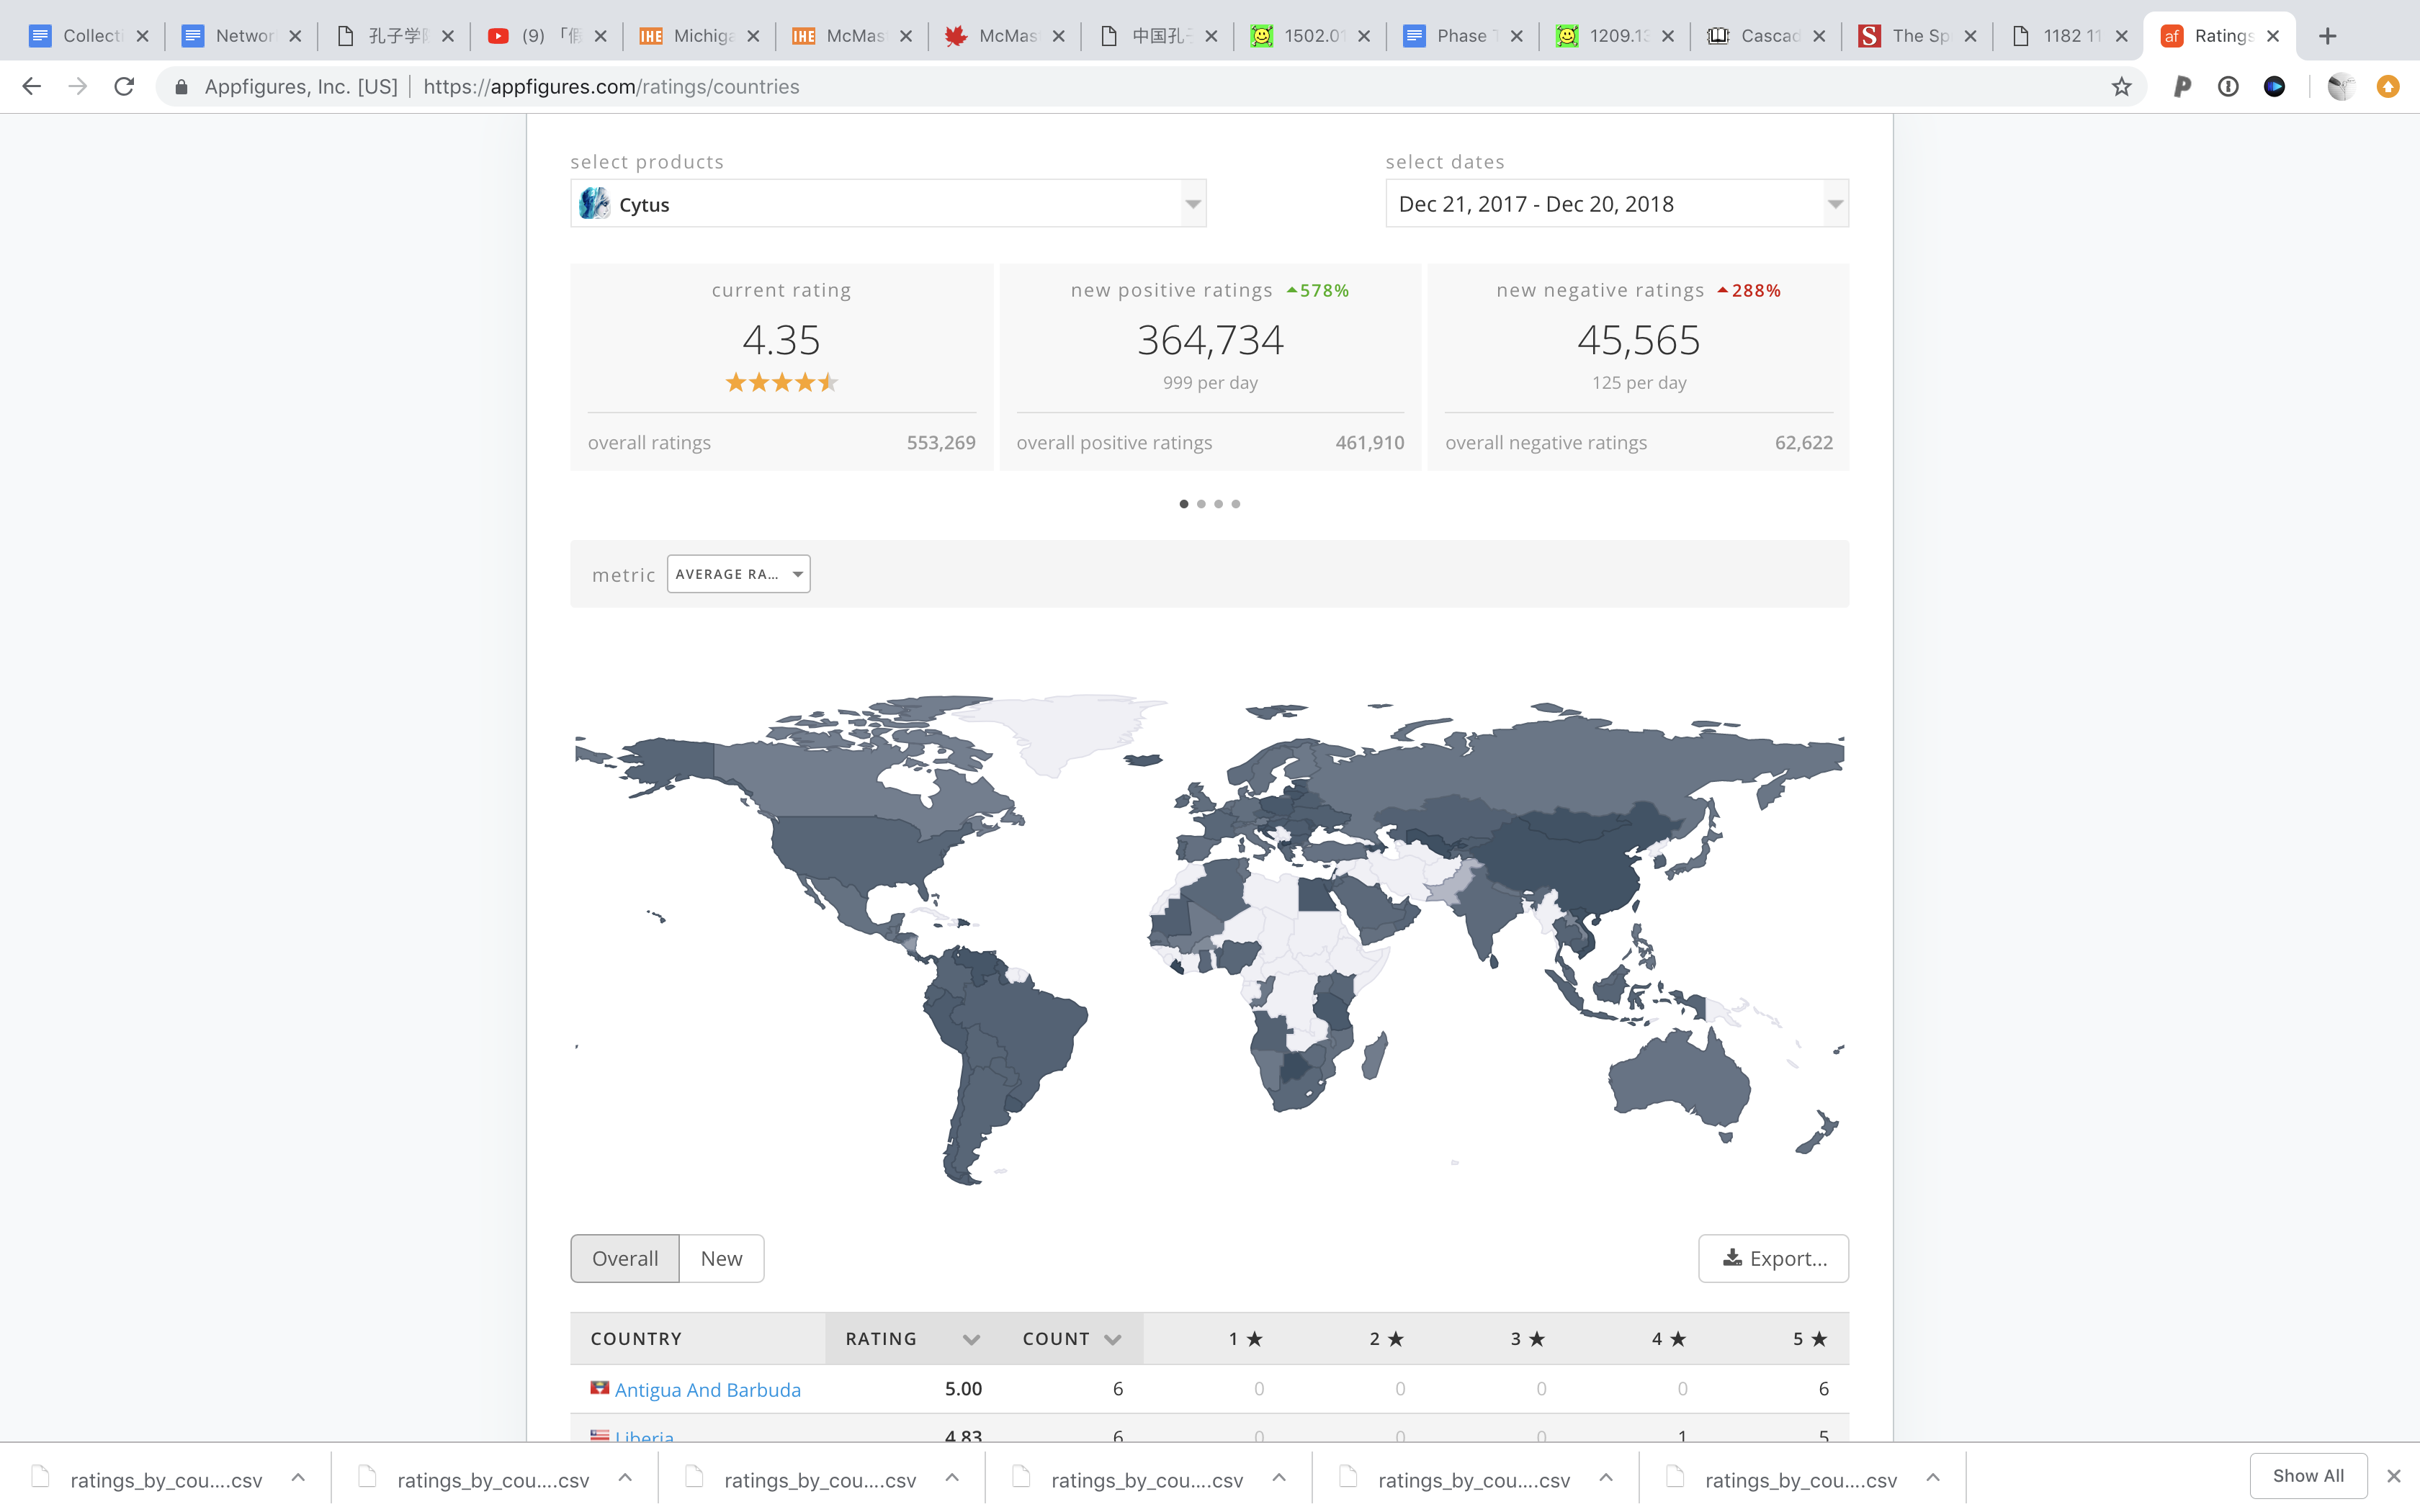 Collecti
Networ
孔子学
(9) 「
Michiga
McMas
McMas
中国孔
1502.01
Phase T
1209.13
Cascad
The Sp
1182 11
Ratings
Appfigures, Inc. [US] | https://appfigures.com/ratings/countries
select products
select dates
Cytus
Dec 21, 2017 - Dec 20, 2018
current rating
new positive ratings 578%
new negative ratings 288%
4.35
364,734
45,565
999 per day
125 per day
overall ratings 553,269
overall positive ratings 461,910
overall negative ratings 62,622
metric AVERAGE RA...
Overall New
Export...
COUNTRY RATING COUNT 1 ★ 2 ★ 3 ★ 4 ★ 5 ★
Antigua And Barbuda 5.00 6 0 0 0 0 6
Liberia 4.83 6 0 0 0 1 5
ratings_by_cou....csv
ratings_by_cou....csv
ratings_by_cou....csv
ratings_by_cou....csv
ratings_by_cou....csv
ratings_by_cou....csv
Show All